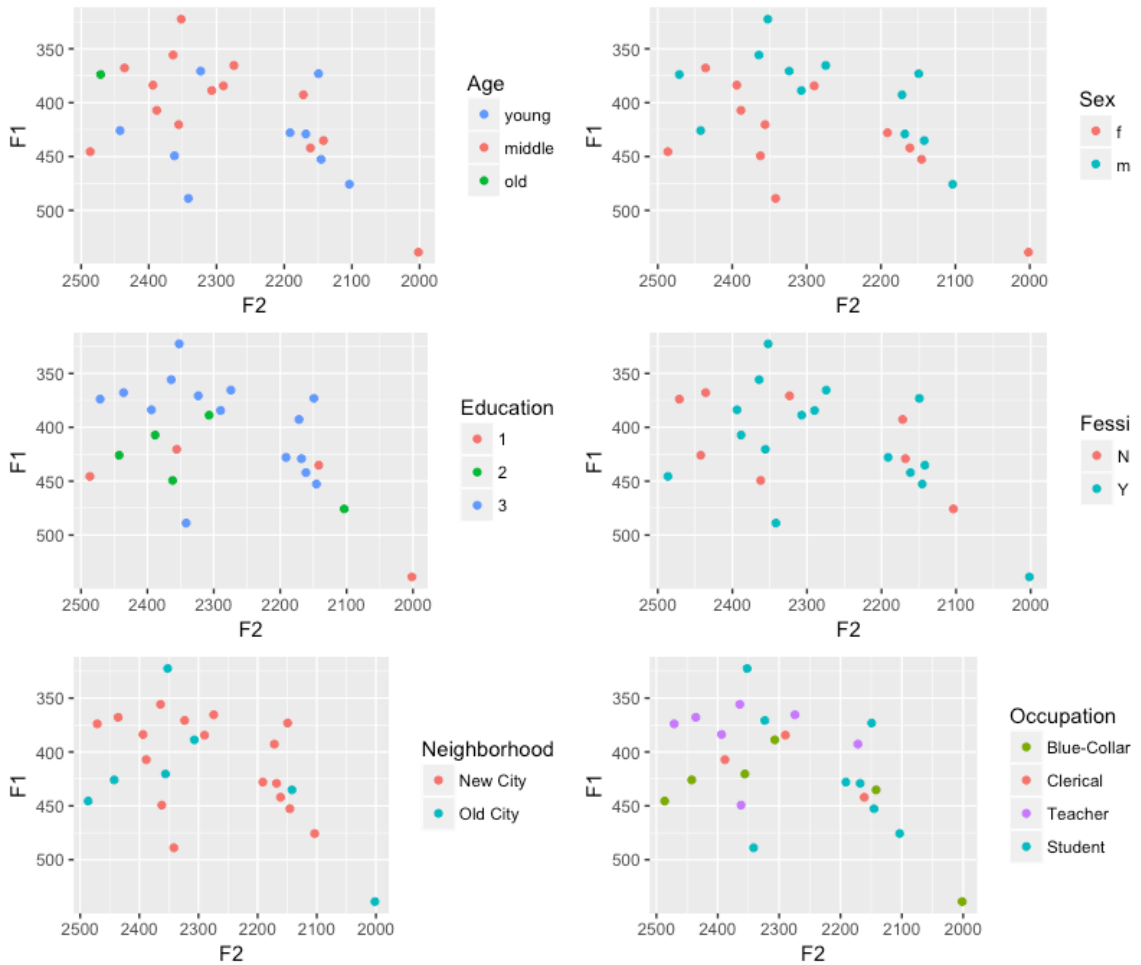 350
400
450
500
F1
2500
2400
2300
2200
2100
2000
F2
Age
young
middle
old
350
400
450
500
F1
2500
2400
2300
2200
2100
2000
F2
Sex
f
m
350
400
450
500
F1
2500
2400
2300
2200
2100
2000
F2
Education
1
2
3
350
400
450
500
F1
2500
2400
2300
2200
2100
2000
F2
Fessi
N
Y
350
400
450
500
F1
2500
2400
2300
2200
2100
2000
F2
Neighborhood
New City
Old City
350
400
450
500
F1
2500
2400
2300
2200
2100
2000
F2
Occupation
Blue-Collar
Clerical
Teacher
Student